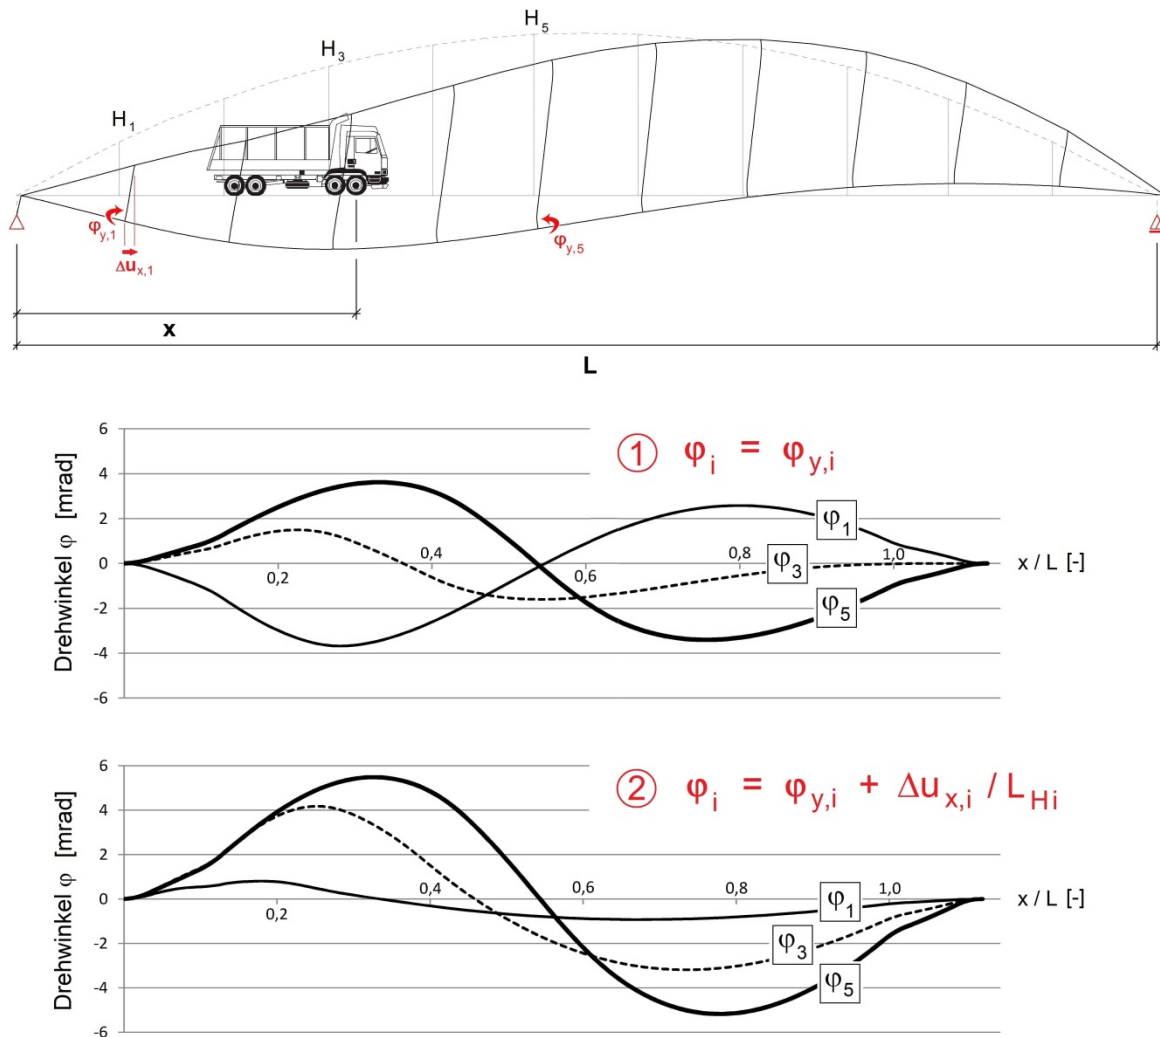 H5
H3
H1
φy,1
φy,5
Δux,1
x
L
6
4
2
0
-2
-4
-6
Drehwinkel φ [mrad]
① φi = φy,i
0,2
0,4
0,6
0,8
1,0
x / L [-]
φ1
φ3
φ5
6
4
2
0
-2
-4
-6
Drehwinkel φ [mrad]
② φi = φy,i + Δux,i / LHi
0,2
0,4
0,6
0,8
1,0
x / L [-]
φ1
φ3
φ5